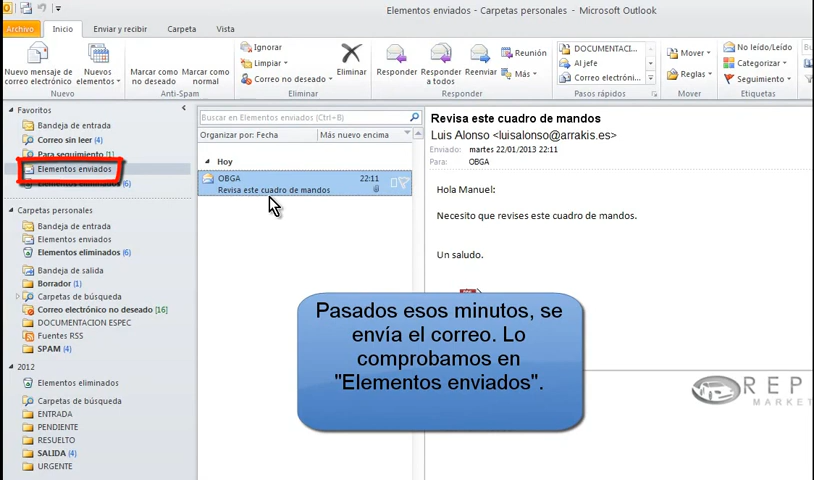 Elementos enviados - Carpetas personales - Microsoft Outlook
Archivo Inicio Enviar y recibir Carpeta Vista
Nuevo mensaje de correo electrónico
Nuevos elementos
Nuevo
Marcar como no deseado
Marcar como normal
Anti-Spam
Ignorar
Limpiar
Correo no deseado
Eliminar
Eliminar
Responder
Responder a todos
Reenviar
Reunión
Más
Responder
DOCUMENTACI...
Al jefe
Correo electróni...
Pasos rápidos
Mover
Reglas
Mover
No leído/Leído
Categorizar
Seguimiento
Etiquetas
Favoritos
Bandeja de entrada
Correo sin leer (4)
Para seguimiento [1]
Elementos enviados
Elementos eliminados (6)
Carpetas personales
Bandeja de entrada
Elementos enviados
Elementos eliminados (6)
Bandeja de salida
Borrador (1)
Carpetas de búsqueda
Correo electrónico no deseado [16]
DOCUMENTACION ESPEC
Fuentes RSS
SPAM (4)
2012
Elementos eliminados
Carpetas de búsqueda
ENTRADA
PENDIENTE
RESUELTO
SALIDA (4)
URGENTE
Buscar en Elementos enviados (Ctrl+B)
Organizar por: Fecha Más nuevo encima
Hoy
OBGA 22:11
Revisa este cuadro de mandos
Revisa este cuadro de mandos
Luis Alonso <luisalonso@arrakis.es>
Enviado: martes 22/01/2013 22:11
Para: OBGA
Hola Manuel:
Necesito que revises este cuadro de mandos.
Un saludo.
Pasados esos minutos, se
envía el correo. Lo
comprobamos en
"Elementos enviados".
REP
MARKET